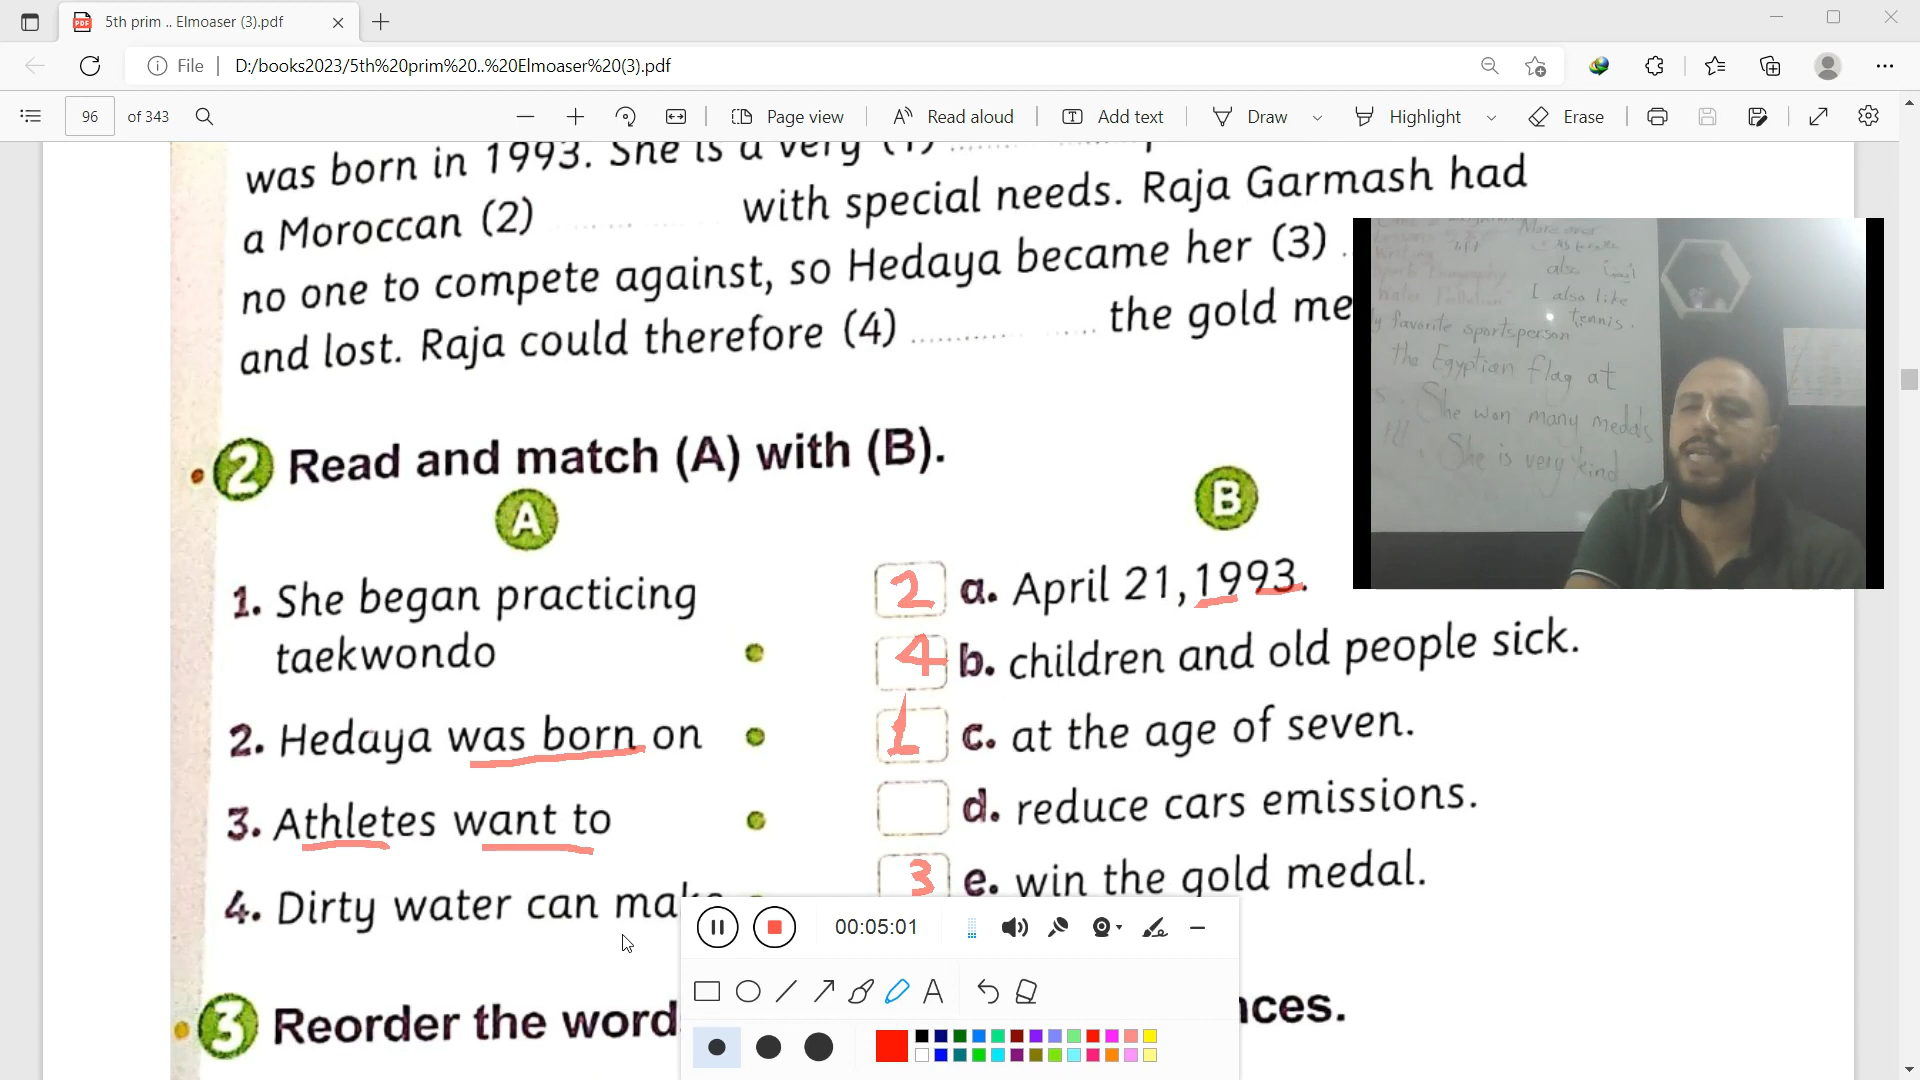 5th prim .. Elmoaser (3).pdf
File
D:/books2023/5th%20prim%20..%20Elmoaser%20(3).pdf
96 of 343
Page view
Read aloud
Add text
Draw
Highlight
Erase
was born in 1993. She is a very (1) ......
a Moroccan (2) ............ with special needs. Raja Garmash had
no one to compete against, so Hedaya became her (3) .
and lost. Raja could therefore (4) ............ the gold me
More over
also
I also like
tennis.
favorite sportsperson
the Egyptian flag at
She won many medals
She is very kind
2 Read and match (A) with (B).
A
B
1. She began practicing
taekwondo
2. Hedaya was born on
3. Athletes want to
4. Dirty water can make
2 a. April 21, 1993.
4 b. children and old people sick.
1 c. at the age of seven.
d. reduce cars emissions.
3 e. win the gold medal.
3 Reorder the word
nces.
00:05:01
A